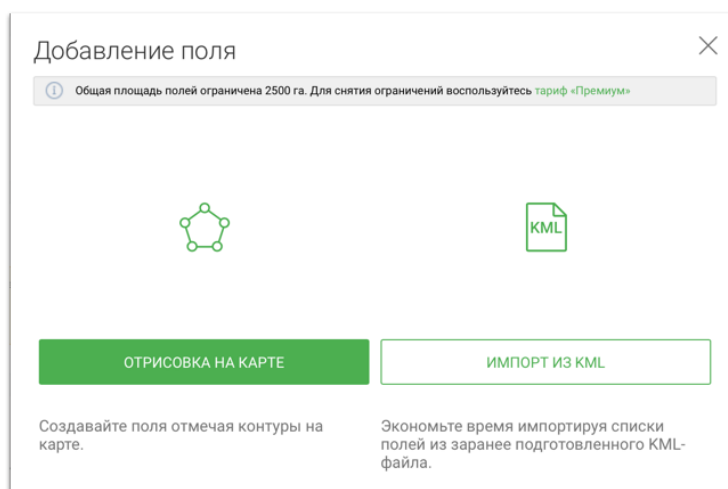 Добавление поля
Общая площадь полей ограничена 2500 га. Для снятия ограничений воспользуйтесь тариф «Премиум»
KML
ОТРИСОВКА НА КАРТЕ
ИМПОРТ ИЗ KML
Создавайте поля отмечая контуры на
карте.
Экономьте время импортируя списки
полей из заранее подготовленного KML-
файла.